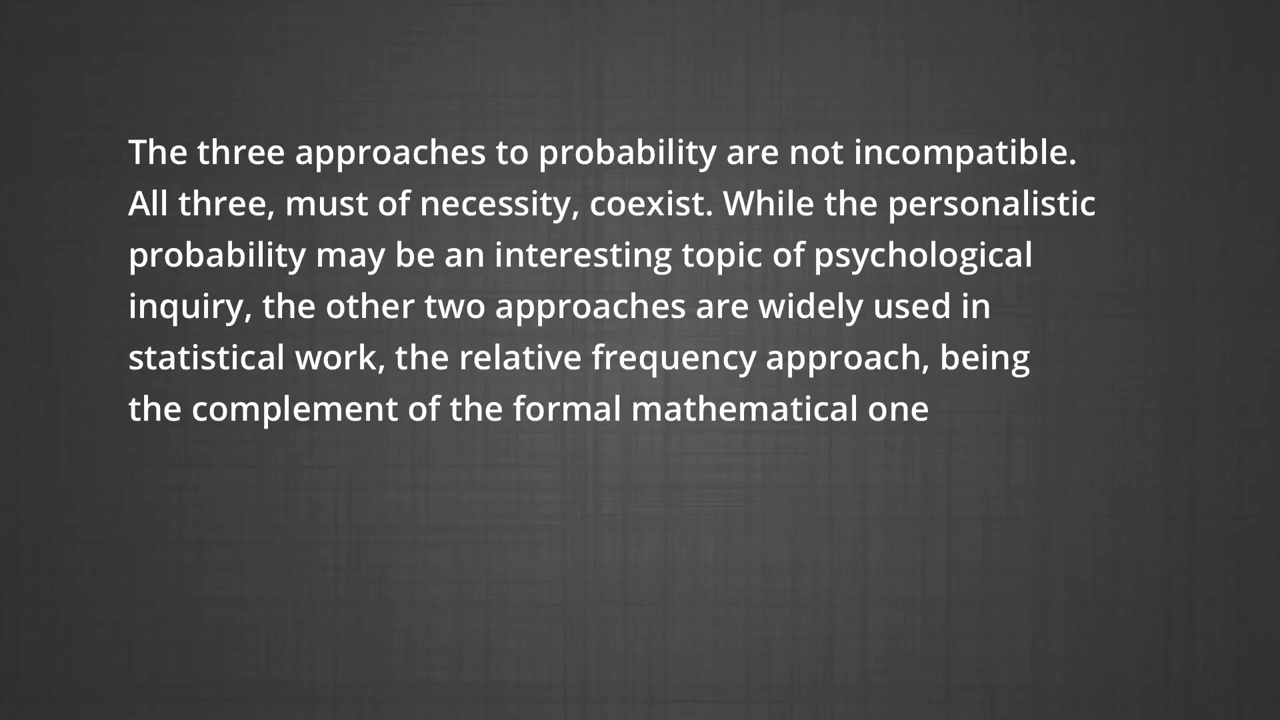 The three approaches to probability are not incompatible.
All three, must of necessity, coexist. While the personalistic
probability may be an interesting topic of psychological
inquiry, the other two approaches are widely used in
statistical work, the relative frequency approach, being
the complement of the formal mathematical one